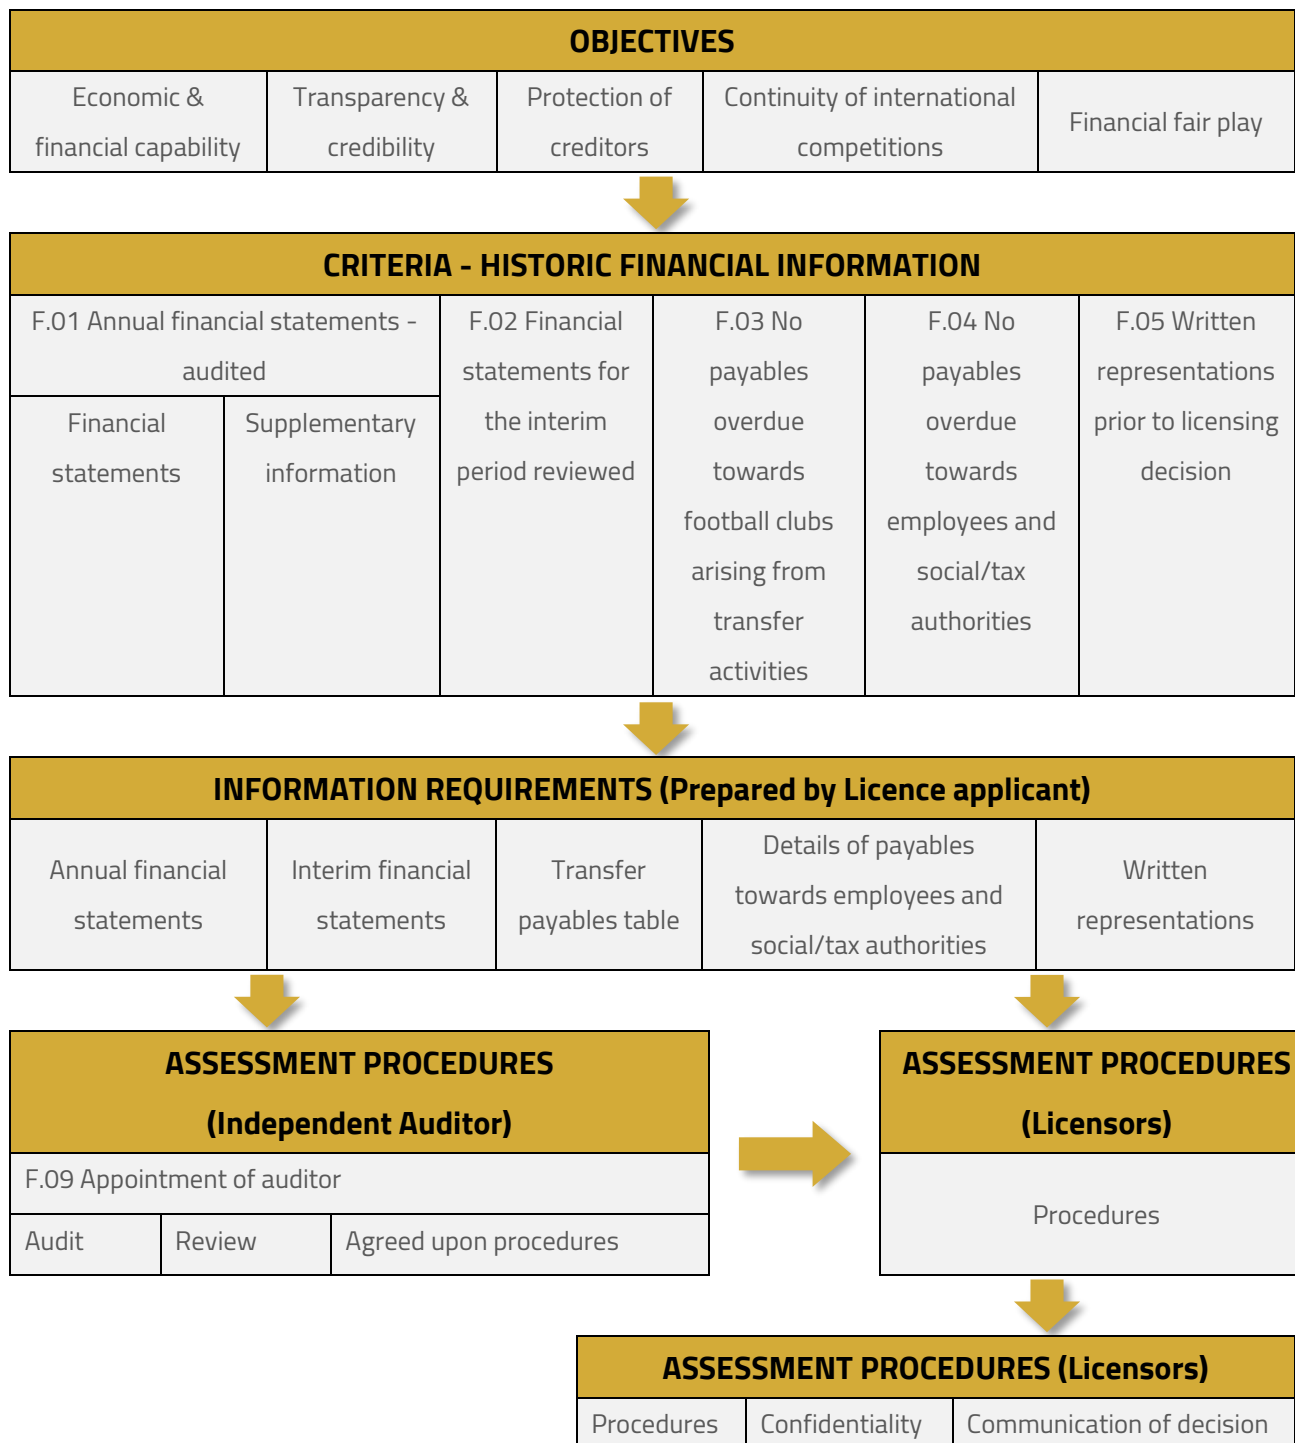 OBJECTIVES
Economic &
financial capability
Transparency &
credibility
Protection of
creditors
Continuity of international
competitions
Financial fair play
CRITERIA - HISTORIC FINANCIAL INFORMATION
F.01 Annual financial statements -
audited
Financial
statements
Supplementary
information
F.02 Financial
statements for
the interim
period reviewed
F.03 No
payables
overdue
towards
football clubs
arising from
transfer
activities
F.04 No
payables
overdue
towards
employees and
social/tax
authorities
F.05 Written
representations
prior to licensing
decision
INFORMATION REQUIREMENTS (Prepared by Licence applicant)
Annual financial
statements
Interim financial
statements
Transfer
payables table
Details of payables
towards employees and
social/tax authorities
Written
representations
ASSESSMENT PROCEDURES
(Independent Auditor)
F.09 Appointment of auditor
Audit
Review
Agreed upon procedures
ASSESSMENT PROCEDURES
(Licensors)
Procedures
ASSESSMENT PROCEDURES (Licensors)
Procedures
Confidentiality
Communication of decision